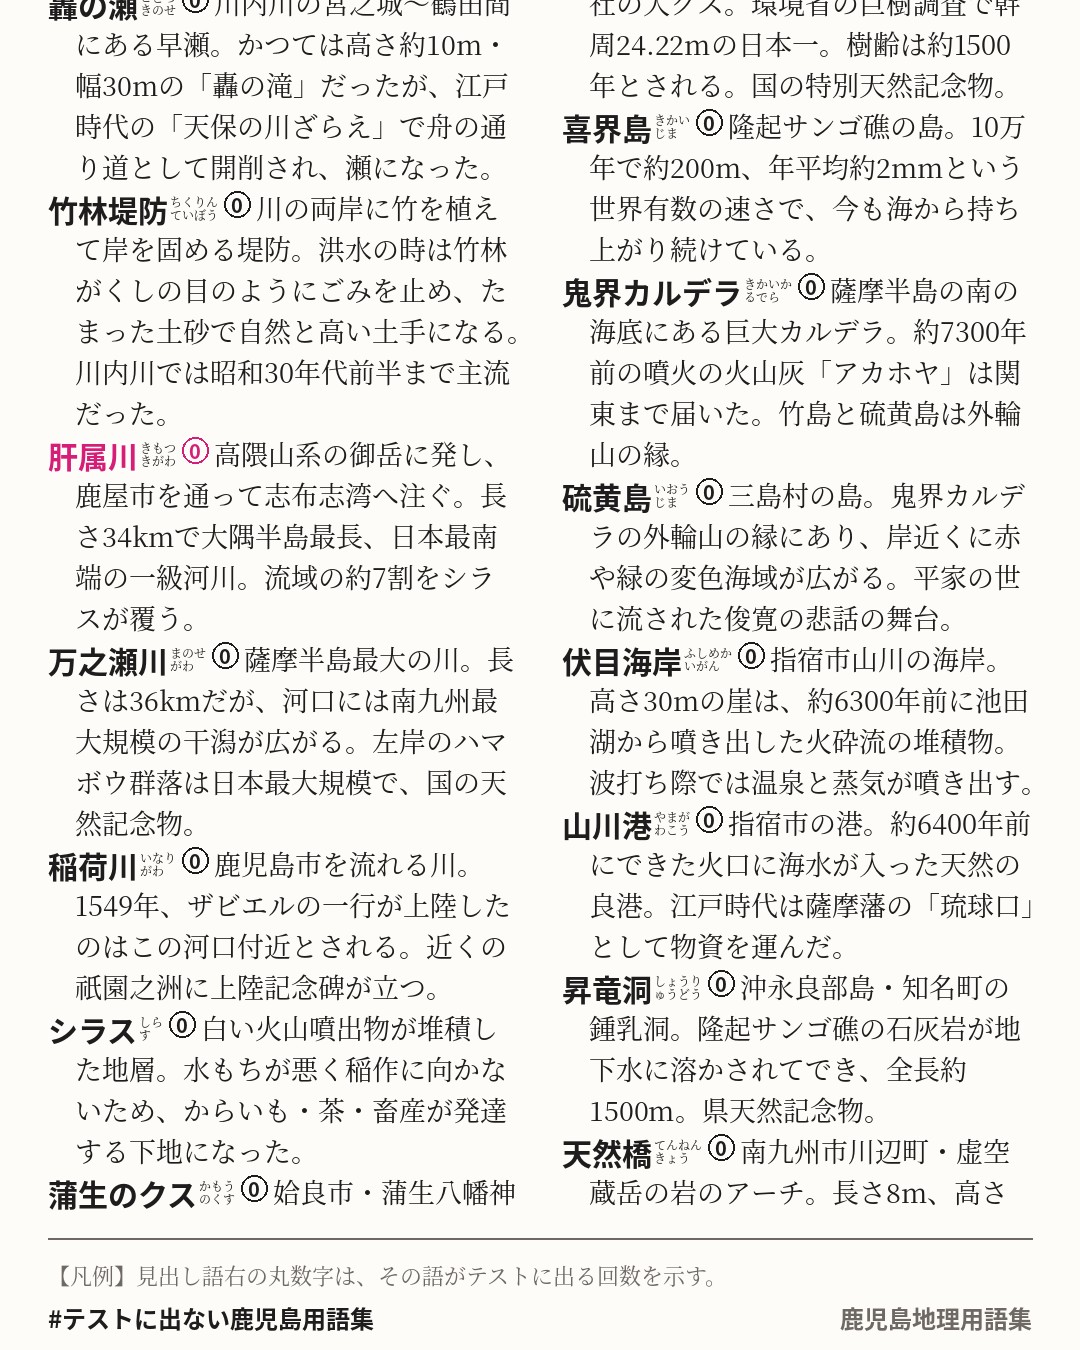 轟の瀬 とどろきのせ ⓪ 川内川の宮之城〜鶴田間
にある早瀬。かつては高さ約10m・
幅30mの「轟の滝」だったが、江戸
時代の「天保の川ざらえ」で舟の通
り道として開削され、瀬になった。
竹林堤防 ちくりんていぼう ⓪ 川の両岸に竹を植え
て岸を固める堤防。洪水の時は竹林
がくしの目のようにごみを止め、た
まった土砂で自然と高い土手になる。
川内川では昭和30年代前半まで主流
だった。
肝属川 きもつきがわ ⓪ 高隈山系の御岳に発し、
鹿屋市を通って志布志湾へ注ぐ。長
さ34kmで大隅半島最長、日本最南
端の一級河川。流域の約7割をシラ
スが覆う。
万之瀬川 まのせがわ ⓪ 薩摩半島最大の川。長
さは36kmだが、河口には南九州最
大規模の干潟が広がる。左岸のハマ
ボウ群落は日本最大規模で、国の天
然記念物。
稲荷川 いなりがわ ⓪ 鹿児島市を流れる川。
1549年、ザビエルの一行が上陸した
のはこの河口付近とされる。近くの
祇園之洲に上陸記念碑が立つ。
シラス しらす ⓪ 白い火山噴出物が堆積し
た地層。水もちが悪く稲作に向かな
いため、からいも・茶・畜産が発達
する下地になった。
蒲生のクス かもうのくす ⓪ 姶良市・蒲生八幡神
社の大クス。環境省の巨樹調査で幹
周24.22mの日本一。樹齢は約1500
年とされる。国の特別天然記念物。
喜界島 きかいじま ⓪ 隆起サンゴ礁の島。10万
年で約200m、年平均約2mmという
世界有数の速さで、今も海から持ち
上がり続けている。
鬼界カルデラ きかいかるでら ⓪ 薩摩半島の南の
海底にある巨大カルデラ。約7300年
前の噴火の火山灰「アカホヤ」は関
東まで届いた。竹島と硫黄島は外輪
山の縁。
硫黄島 いおうじま ⓪ 三島村の島。鬼界カルデ
ラの外輪山の縁にあり、岸近くに赤
や緑の変色海域が広がる。平家の世
に流された俊寛の悲話の舞台。
伏目海岸 ふしめかいがん ⓪ 指宿市山川の海岸。
高さ30mの崖は、約6300年前に池田
湖から噴き出した火砕流の堆積物。
波打ち際では温泉と蒸気が噴き出す。
山川港 やまがわこう ⓪ 指宿市の港。約6400年前
にできた火口に海水が入った天然の
良港。江戸時代は薩摩藩の「琉球口」
として物資を運んだ。
昇竜洞 しょうりゅうどう ⓪ 沖永良部島・知名町の
鍾乳洞。隆起サンゴ礁の石灰岩が地
下水に溶かされてでき、全長約
1500m。県天然記念物。
天然橋 てんねんきょう ⓪ 南九州市川辺町・虚空
蔵岳の岩のアーチ。長さ8m、高さ
【凡例】見出し語右の丸数字は、その語がテストに出る回数を示す。
#テストに出ない鹿児島用語集
鹿児島地理用語集